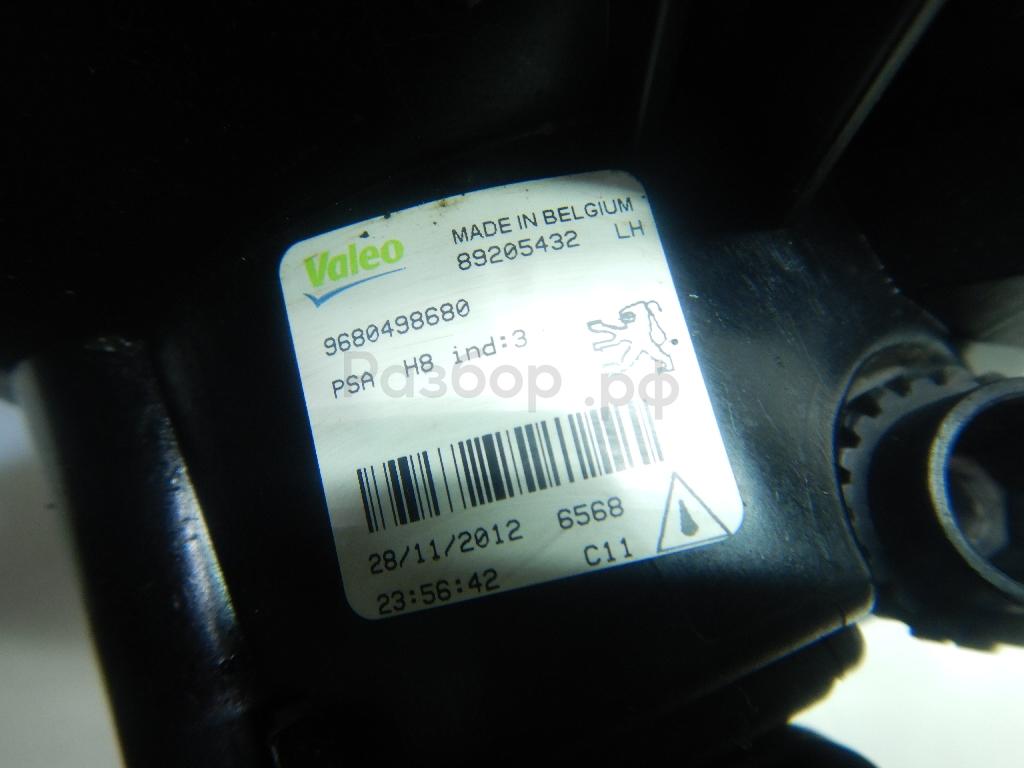 Valeo
MADE IN BELGIUM
89205432 LH
9680498680
PSA H8 ind:3
Разбор.рф
28/11/2012 6568
23:56:42 C11